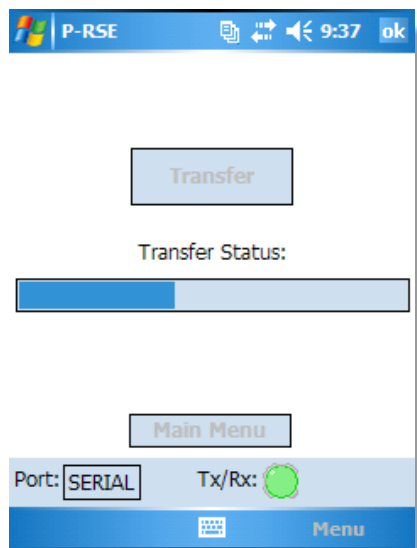 P-RSE 9:37 ok
Transfer
Transfer Status:
Main Menu
Port: SERIAL Tx/Rx:
Menu